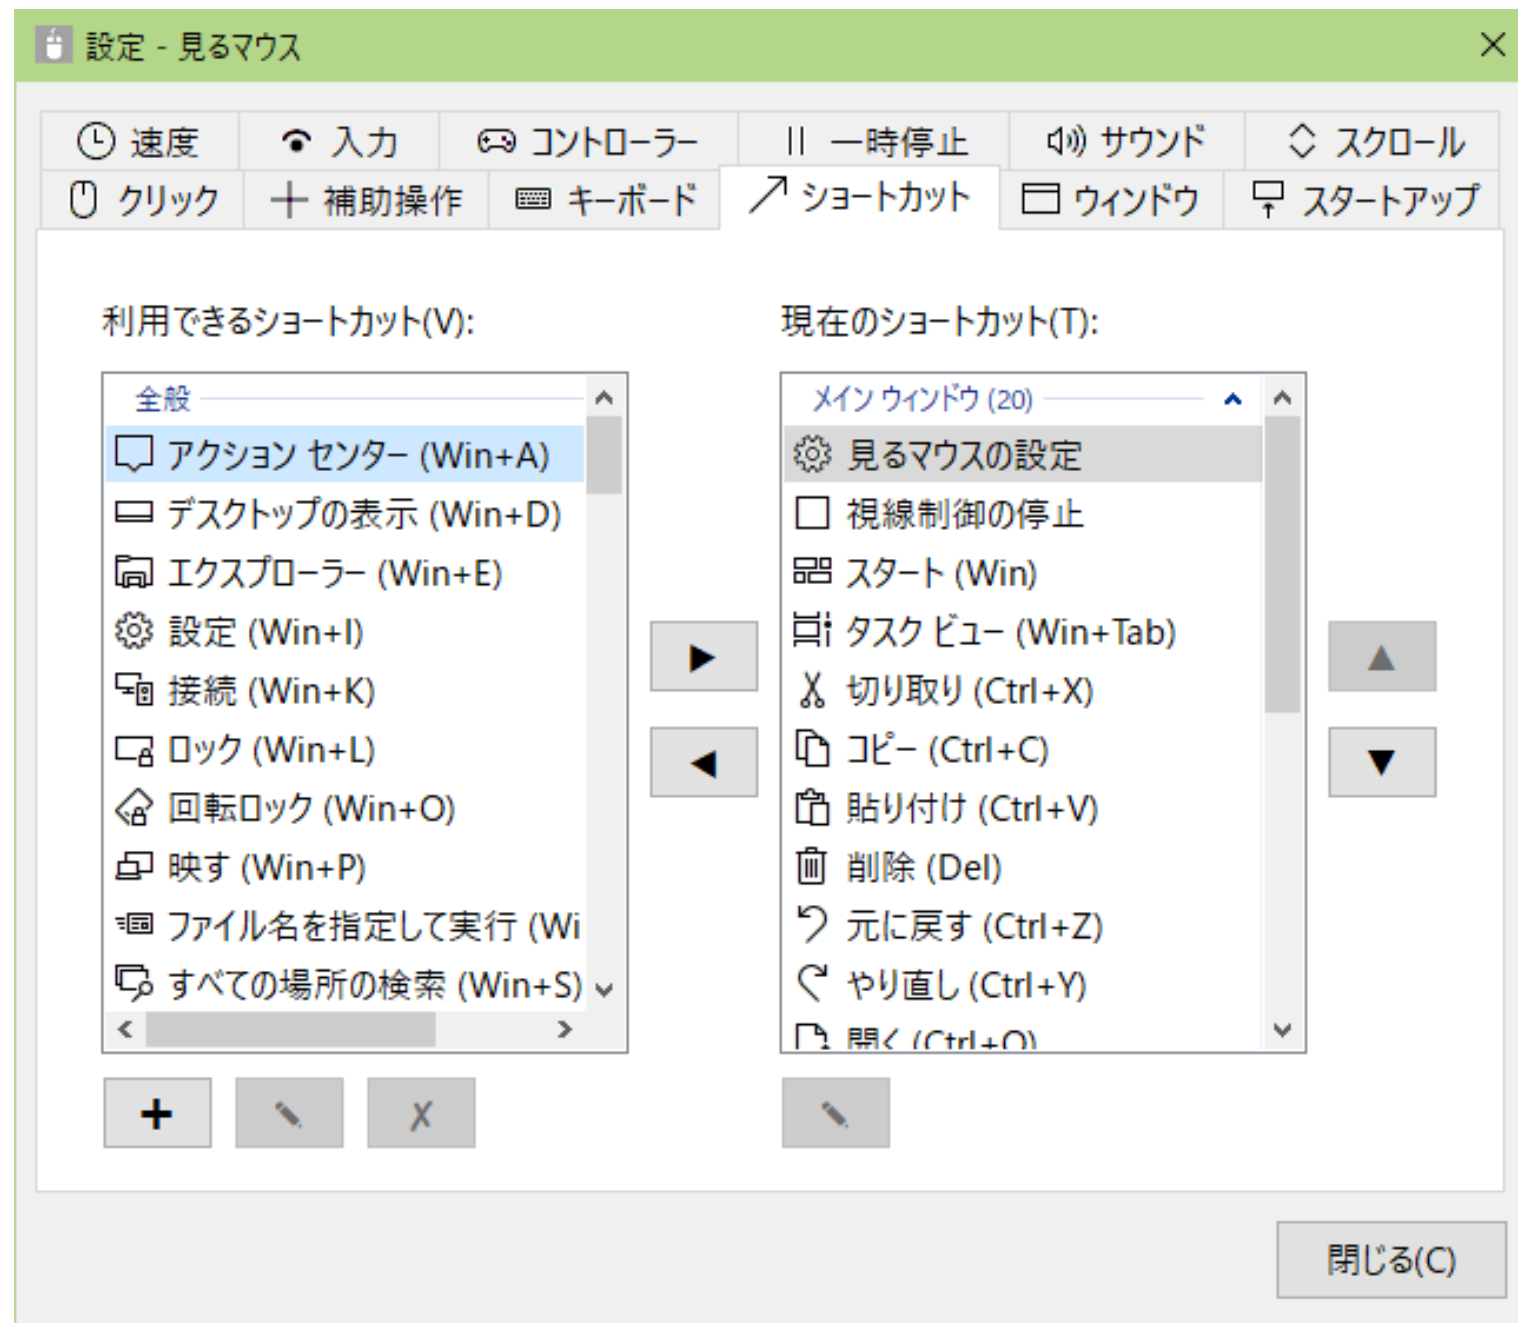 設定 - 見るマウス
速度 入力 コントローラー 一時停止 サウンド スクロール
クリック 補助操作 キーボード ショートカット ウィンドウ スタートアップ
利用できるショートカット(V):
全般
アクション センター (Win+A)
デスクトップの表示 (Win+D)
エクスプローラー (Win+E)
設定 (Win+I)
接続 (Win+K)
ロック (Win+L)
回転ロック (Win+O)
映す (Win+P)
ファイル名を指定して実行 (Wi
すべての場所の検索 (Win+S)
現在のショートカット(T):
メイン ウィンドウ (20)
見るマウスの設定
視線制御の停止
スタート (Win)
タスク ビュー (Win+Tab)
切り取り (Ctrl+X)
コピー (Ctrl+C)
貼り付け (Ctrl+V)
削除 (Del)
元に戻す (Ctrl+Z)
やり直し (Ctrl+Y)
開く (Ctrl+O)
閉じる(C)